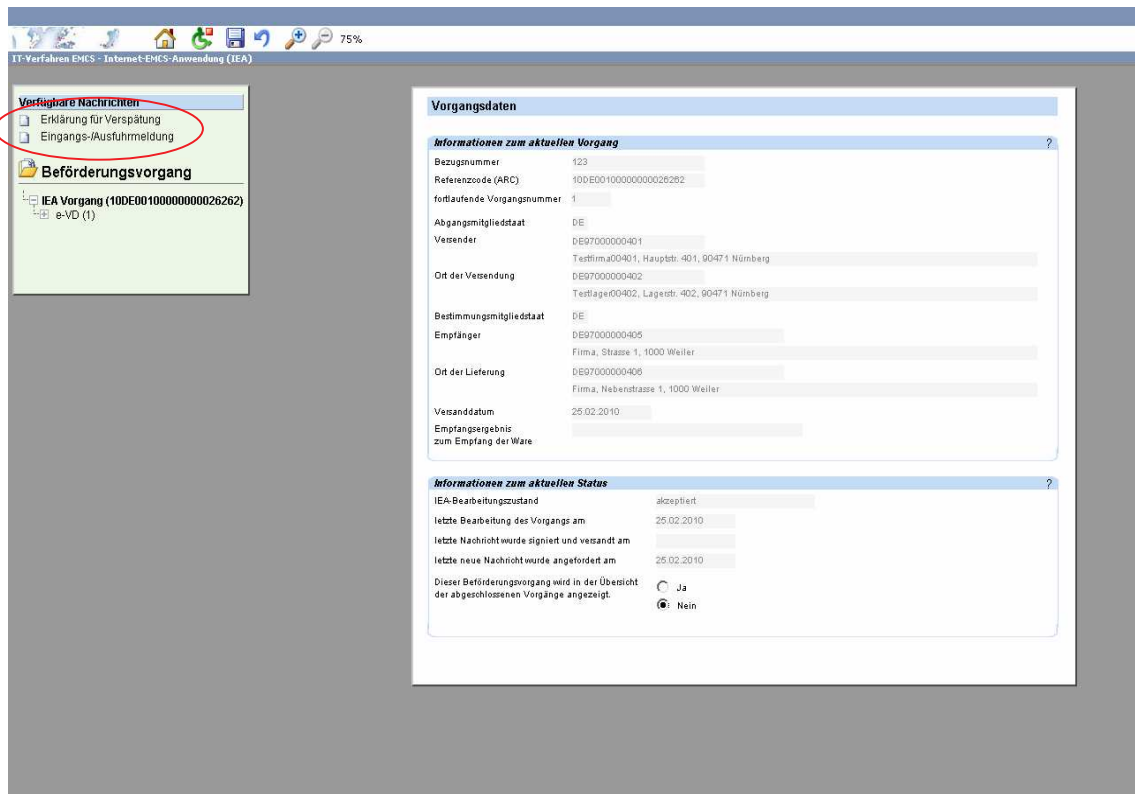 75%
IT-Verfahren EMCS - Internet-EMCS-Anwendung (IEA)
Verfügbare Nachrichten
Erklärung für Verspätung
Eingangs-/Ausfuhrmeldung
Beförderungsvorgang
IEA Vorgang (10DE00100000000026262)
e-VD (1)
Vorgangsdaten
Informationen zum aktuellen Vorgang ?
Bezugsnummer 123
Referenzcode (ARC) 10DE00100000000026262
fortlaufende Vorgangsnummer 1
Abgangsmitgliedstaat DE
Versender DE97000000401
Testfirma00401, Hauptstr. 401, 90471 Nürnberg
Ort der Versendung DE97000000402
Testlager00402, Lagerstr. 402, 90471 Nürnberg
Bestimmungsmitgliedstaat DE
Empfänger DE97000000405
Firma, Strasse 1, 1000 Weiler
Ort der Lieferung DE97000000406
Firma, Nebenstrasse 1, 1000 Weiler
Versanddatum 25.02.2010
Empfangsergebnis
zum Empfang der Ware
Informationen zum aktuellen Status ?
IEA-Bearbeitungszustand akzeptiert
letzte Bearbeitung des Vorgangs am 25.02.2010
letzte Nachricht wurde signiert und versandt am
letzte neue Nachricht wurde angefordert am 25.02.2010
Dieser Beförderungsvorgang wird in der Übersicht
der abgeschlossenen Vorgänge angezeigt.
Ja
Nein